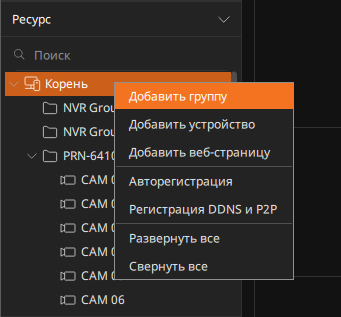 Ресурс
Поиск
Корень
NVR Grou
NVR Grou
PRN-6410
CAM 0
CAM 0
CAM 0
CAM 0
CAM 0
CAM 06
Добавить группу
Добавить устройство
Добавить веб-страницу
Авторегистрация
Регистрация DDNS и P2P
Развернуть все
Свернуть все